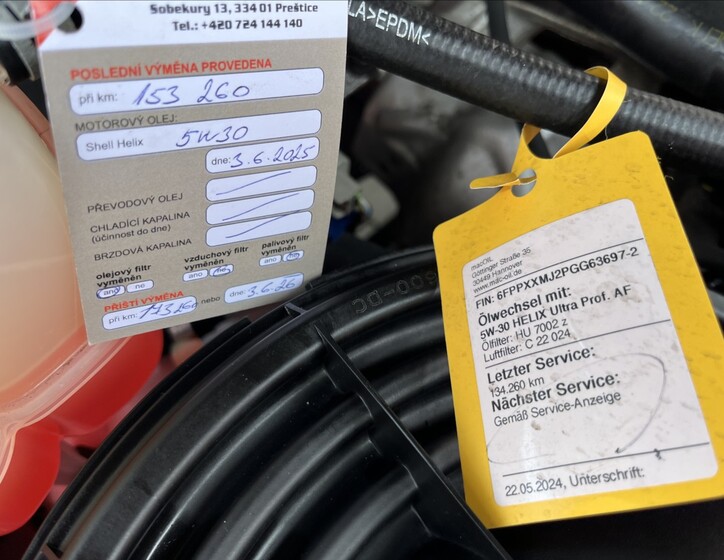 Sobekury 13, 334 01 Přeštice
Tel.: +420 724 144 140
POSLEDNÍ VÝMĚNA PROVEDENA
při km: 153 260
MOTOROVÝ OLEJ:
Shell Helix 5W30
dne: 3.6.2025
PŘEVODOVÝ OLEJ
CHLADÍCÍ KAPALINA
(účinnost do dne)
BRZDOVÁ KAPALINA
olejový filtr
vyměněn
ano ne
vzduchový filtr
vyměněn
ano ne
palivový filtr
vyměněn
ano ne
PŘÍŠTÍ VÝMĚNA
při km: 173 260 nebo dne: 3.6.26
LA>EPDM<
macOIL
Göttinger Straße 35
30449 Hannover
www.mac-oil.de
FIN: 6FPPXXMJ2PGG63697-2
Ölwechsel mit:
5W-30 HELIX Ultra Prof. AF
Ölfilter: HU 7002 z
Luftfilter: C 22 024
Letzter Service:
134.260 km
Nächster Service:
Gemäß Service-Anzeige
22.05.2024, Unterschrift: